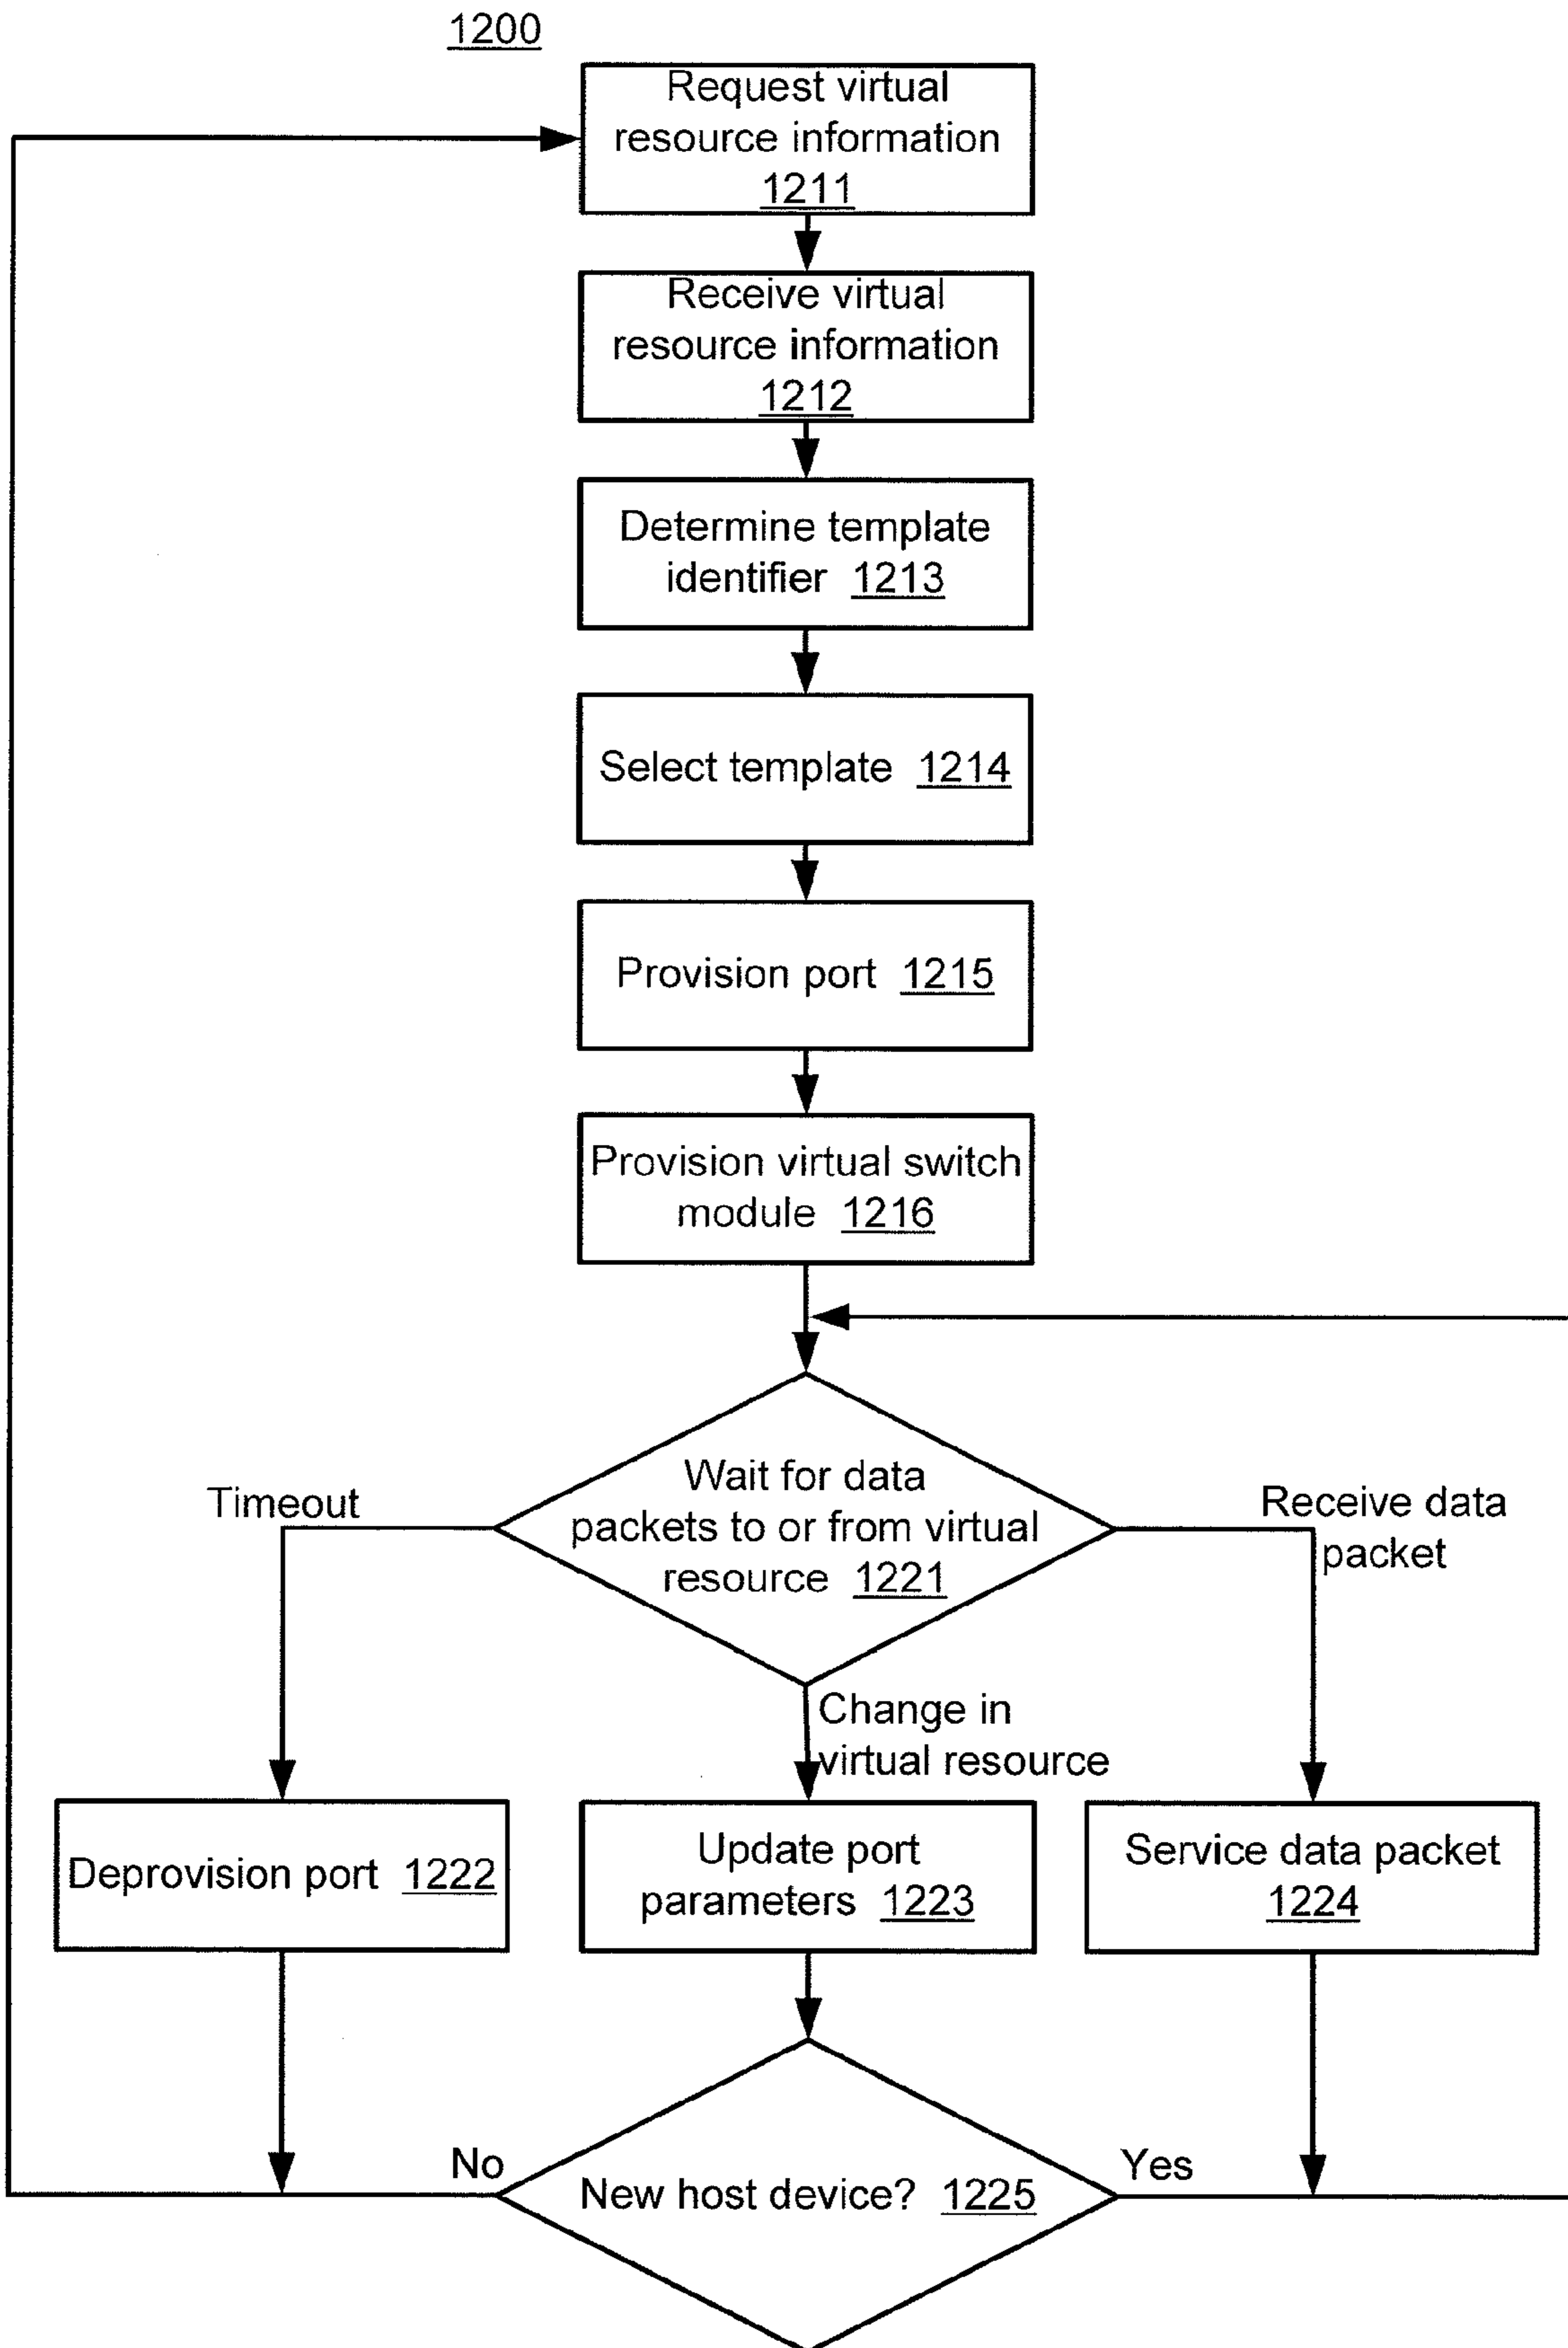 1200
Request virtual
resource information
1211
Receive virtual
resource information
1212
Determine template
identifier 1213
Select template 1214
Provision port 1215
Provision virtual switch
module 1216
Wait for data
packets to or from virtual
resource 1221
Timeout
Receive data
packet
Change in
virtual resource
Deprovision port 1222
Update port
parameters 1223
Service data packet
1224
No
New host device? 1225
Yes